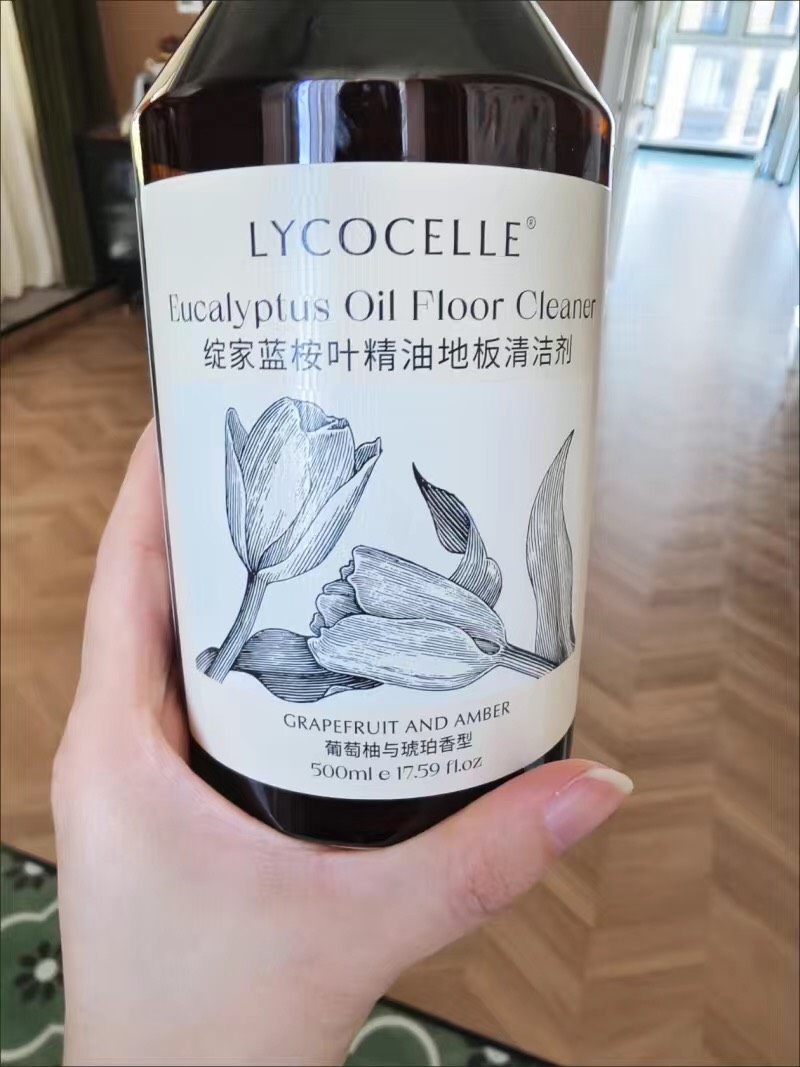 LYCOCELLE®
Eucalyptus Oil Floor Cleaner
绽家蓝桉叶精油地板清洁剂
GRAPEFRUIT AND AMBER
葡萄柚与琥珀香型
500ml e 17.59 fl.oz